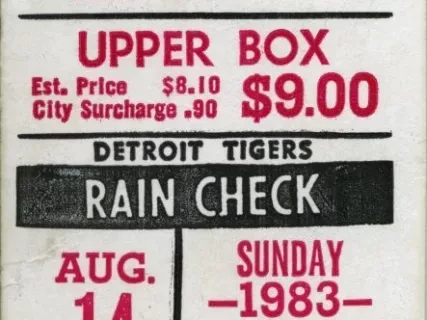 UPPER BOX
Est. Price $8.10
City Surcharge .90
$9.00
DETROIT TIGERS
RAIN CHECK
AUG.
14
SUNDAY
–1983–